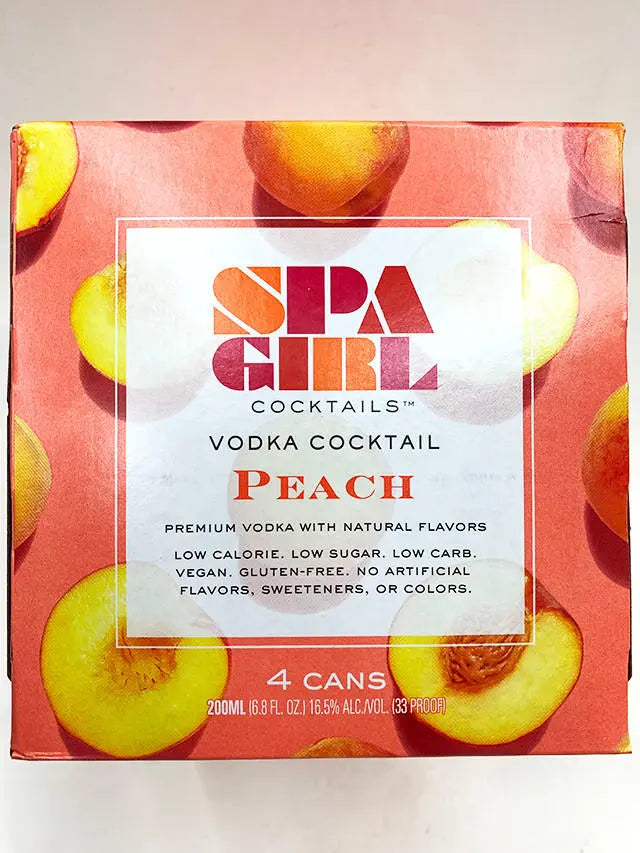 SPA
GIRL
COCKTAILS™
VODKA COCKTAIL
PEACH
PREMIUM VODKA WITH NATURAL FLAVORS
LOW CALORIE. LOW SUGAR. LOW CARB.
VEGAN. GLUTEN-FREE. NO ARTIFICIAL
FLAVORS, SWEETENERS, OR COLORS.
4 CANS
200ML (6.8 FL. OZ.) 16.5% ALC./VOL. (33 PROOF)